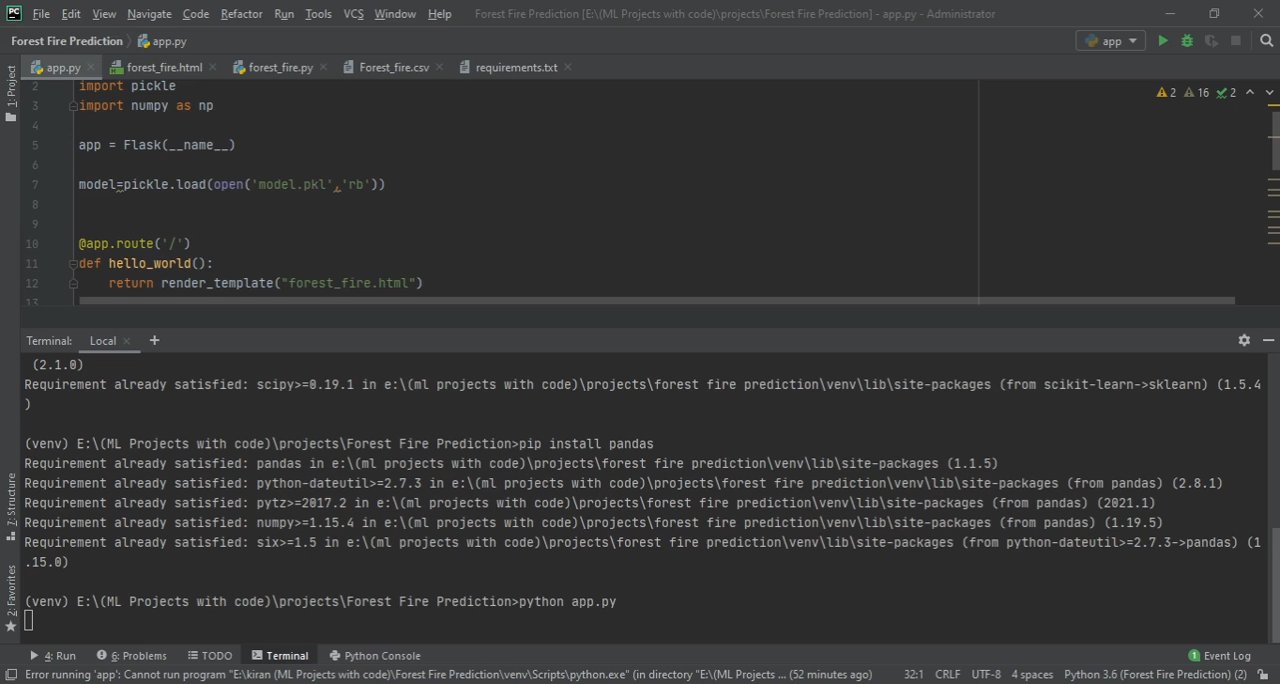 PC File Edit View Navigate Code Refactor Run Tools VCS Window Help Forest Fire Prediction [E:\(ML Projects with code)\projects\Forest Fire Prediction] - app.py - Administrator
Forest Fire Prediction app.py app
app.py forest_fire.html forest_fire.py Forest_fire.csv requirements.txt
1: Project
2 import pickle
2 16 2
3 import numpy as np
4
5 app = Flask(__name__)
6
7 model=pickle.load(open('model.pkl','rb'))
8
9
10 @app.route('/')
11 def hello_world():
12 return render_template("forest_fire.html")
13
Terminal: Local
(2.1.0)
Requirement already satisfied: scipy>=0.19.1 in e:\(ml projects with code)\projects\forest fire prediction\venv\lib\site-packages (from scikit-learn->sklearn) (1.5.4
)
(venv) E:\(ML Projects with code)\projects\Forest Fire Prediction>pip install pandas
Requirement already satisfied: pandas in e:\(ml projects with code)\projects\forest fire prediction\venv\lib\site-packages (1.1.5)
Requirement already satisfied: python-dateutil>=2.7.3 in e:\(ml projects with code)\projects\forest fire prediction\venv\lib\site-packages (from pandas) (2.8.1)
Requirement already satisfied: pytz>=2017.2 in e:\(ml projects with code)\projects\forest fire prediction\venv\lib\site-packages (from pandas) (2021.1)
Requirement already satisfied: numpy>=1.15.4 in e:\(ml projects with code)\projects\forest fire prediction\venv\lib\site-packages (from pandas) (1.19.5)
Requirement already satisfied: six>=1.5 in e:\(ml projects with code)\projects\forest fire prediction\venv\lib\site-packages (from python-dateutil>=2.7.3->pandas) (1
.15.0)
(venv) E:\(ML Projects with code)\projects\Forest Fire Prediction>python app.py
Z: Structure
2: Favorites
4: Run 6: Problems TODO Terminal Python Console 1 Event Log
Error running 'app': Cannot run program "E:\kiran (ML Projects with code)\Forest Fire Prediction\venv\Scripts\python.exe" (in directory "E:\(ML Projects ... (52 minutes ago) 32:1 CRLF UTF-8 4 spaces Python 3.6 (Forest Fire Prediction) (2)